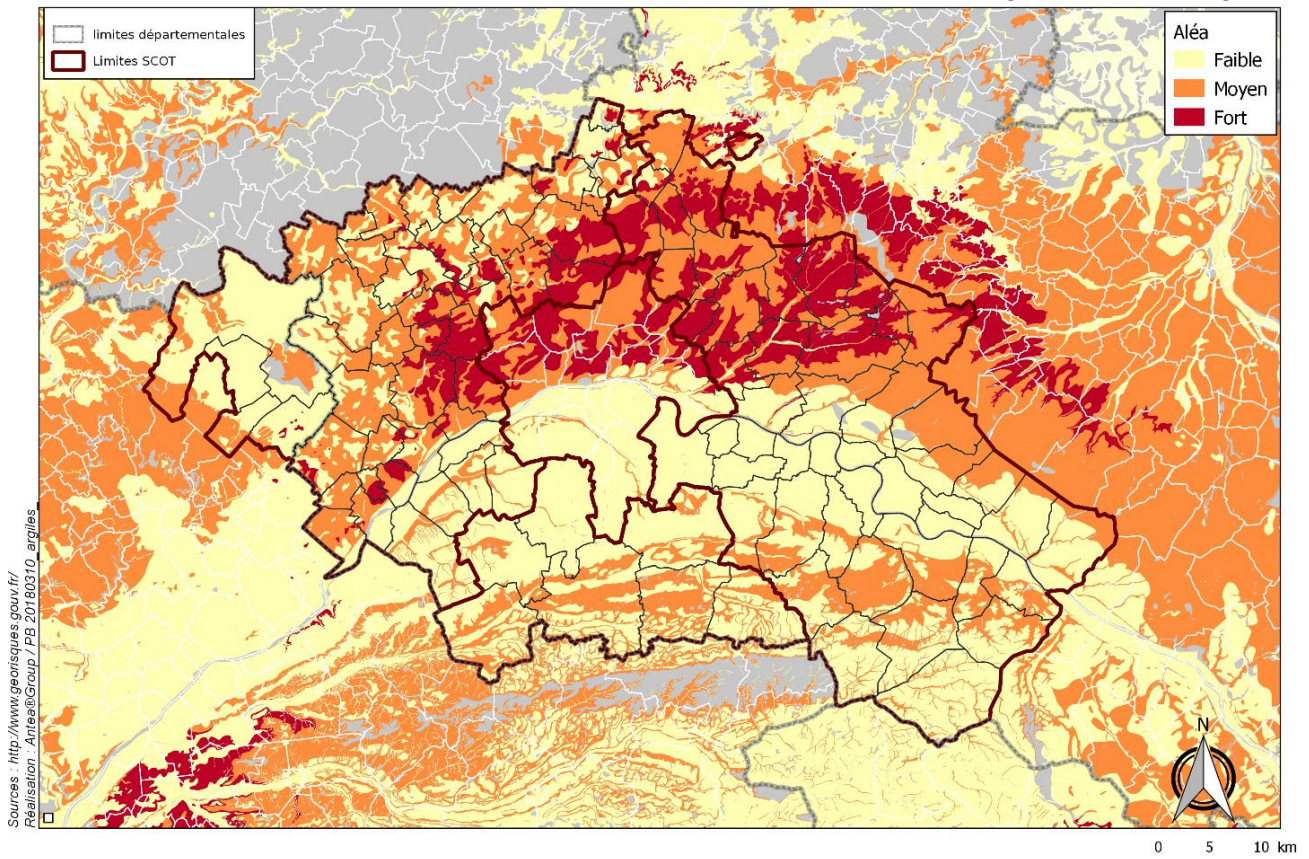 limites départementales
Limites SCOT
Aléa
Faible
Moyen
Fort
Sources : http://www.georisques.gouv.fr/
Réalisation : Antea®Group / PB 20180310_argiles_
N
0 5 10 km